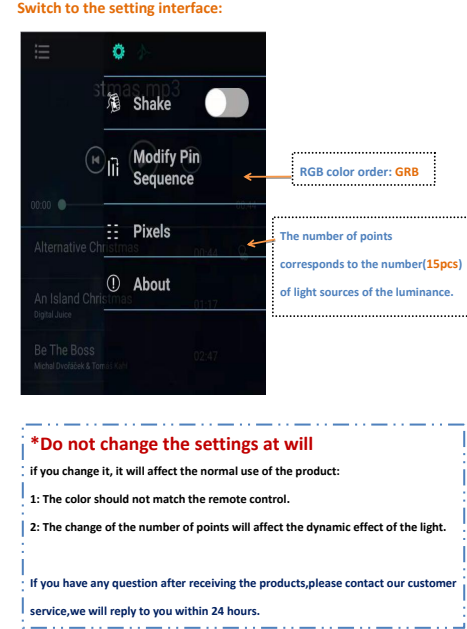 Switch to the setting interface:
stmas.mp3
Shake
Modify Pin
Sequence
RGB color order: GRB
00:00
00:44
Pixels
The number of points
corresponds to the number(15pcs)
of light sources of the luminance.
Alternative Christmas
00:44
About
An Island Christmas
01:17
Digital Juice
Be The Boss
02:47
Michal Dvořáček & Tomas Kahl
*Do not change the settings at will
if you change it, it will affect the normal use of the product:
1: The color should not match the remote control.
2: The change of the number of points will affect the dynamic effect of the light.
If you have any question after receiving the products,please contact our customer
service,we will reply to you within 24 hours.